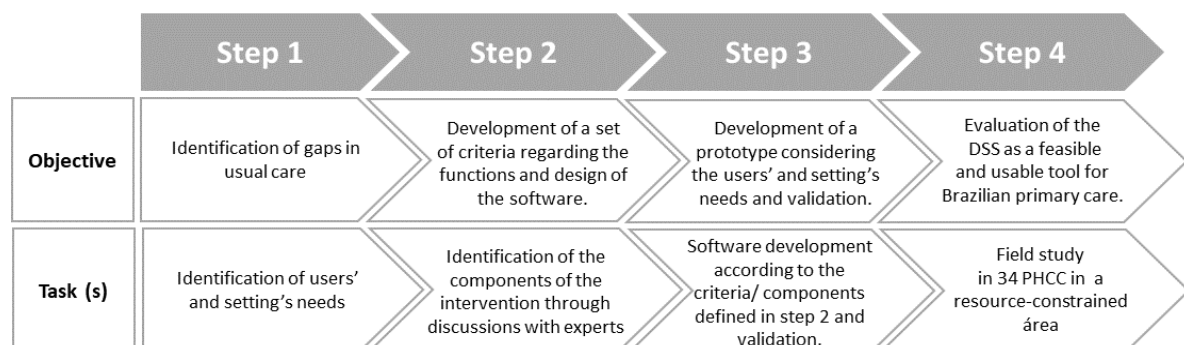 Step 1
Step 2
Step 3
Step 4
Objective
Identification of gaps in
usual care
Development of a set
of criteria regarding the
functions and design of
the software.
Development of a
prototype considering
the users’ and setting’s
needs and validation.
Evaluation of the
DSS as a feasible
and usable tool for
Brazilian primary care.
Task (s)
Identification of users’
and setting’s needs
Identification of the
components of the
intervention through
discussions with experts
Software development
according to the
criteria/ components
defined in step 2 and
validation.
Field study
in 34 PHCC in a
resource-constrained
área